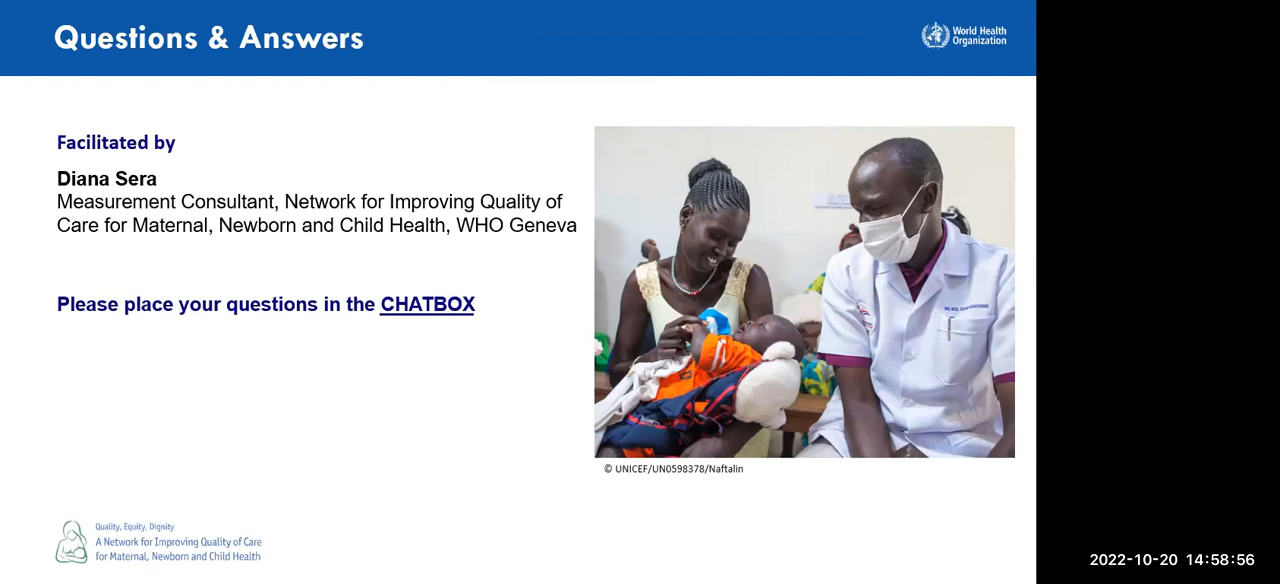 Questions & Answers
World Health
Organization
Facilitated by
Diana Sera
Measurement Consultant, Network for Improving Quality of
Care for Maternal, Newborn and Child Health, WHO Geneva
Please place your questions in the CHATBOX
© UNICEF/UN0598378/Naftalin
Quality, Equity, Dignity
A Network for Improving Quality of Care
for Maternal, Newborn and Child Health
2022-10-20 14:58:56